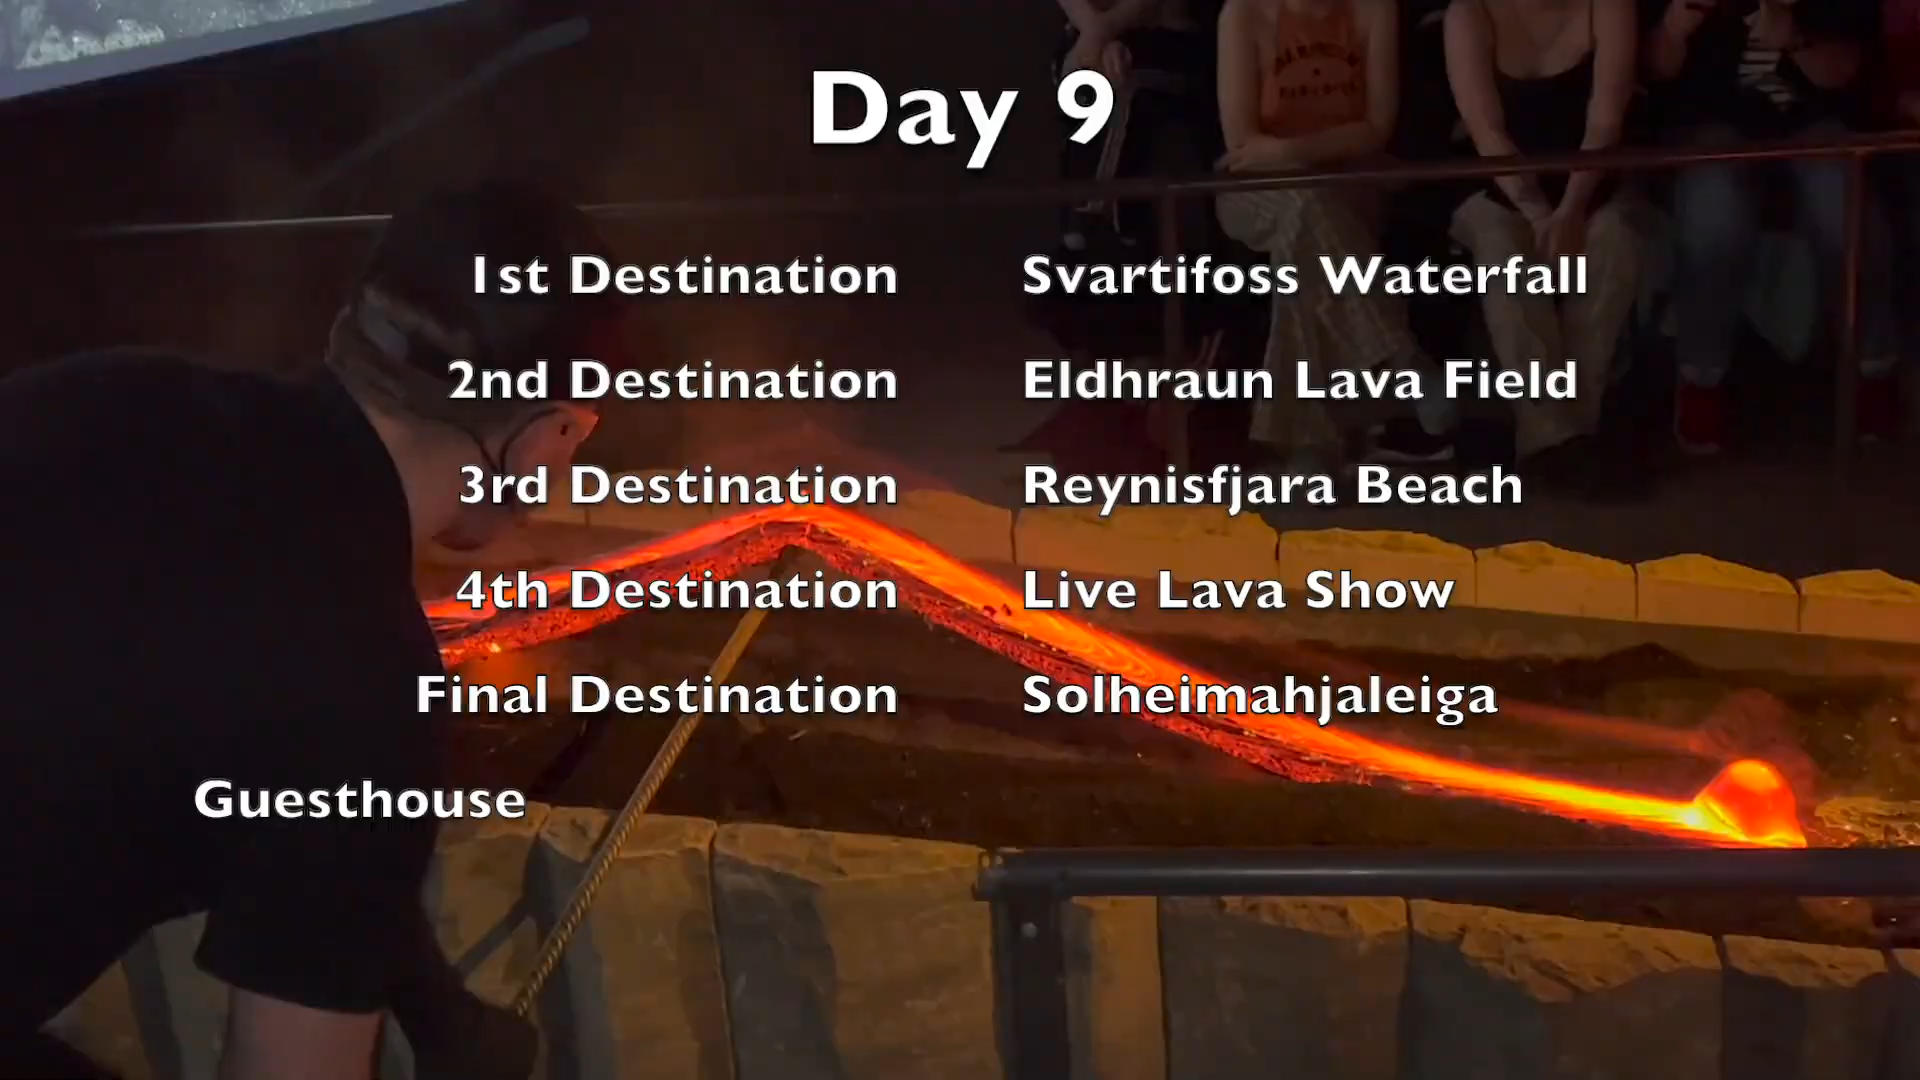 Day 9
1st Destination Svartifoss Waterfall
2nd Destination Eldhraun Lava Field
3rd Destination Reynisfjara Beach
4th Destination Live Lava Show
Final Destination Solheimahjaleiga
Guesthouse